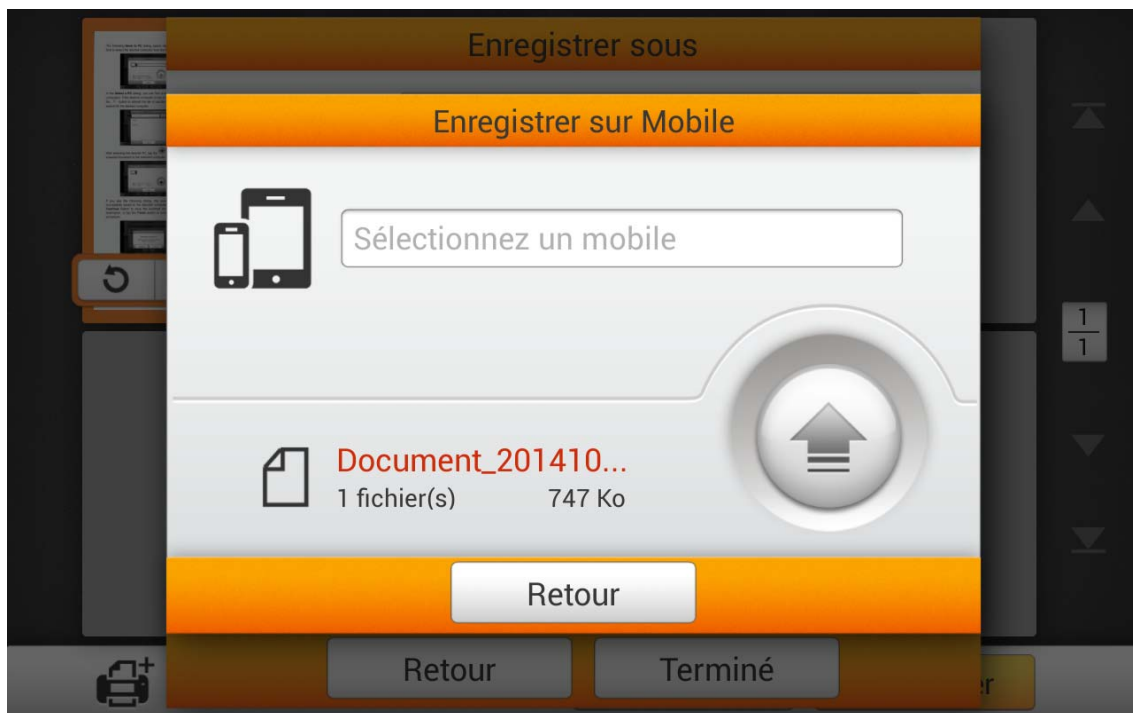 Enregistrer sous
Enregistrer sur Mobile
Sélectionnez un mobile
1
1
Document_201410...
1 fichier(s) 747 Ko
Retour
Retour Terminé